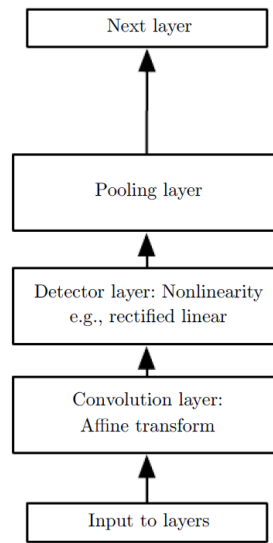 Next layer
Pooling layer
Detector layer: Nonlinearity
e.g., rectified linear
Convolution layer:
Affine transform
Input to layers